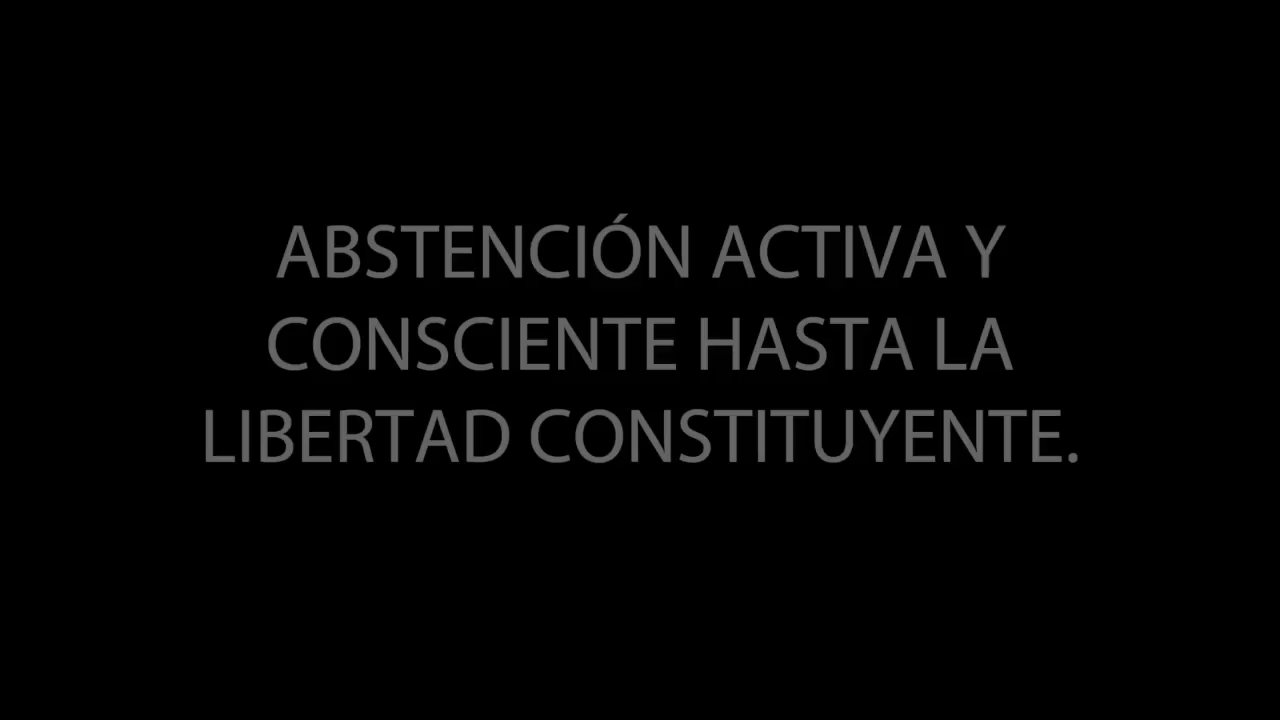 ABSTENCIÓN ACTIVA Y
CONSCIENTE HASTA LA
LIBERTAD CONSTITUYENTE.